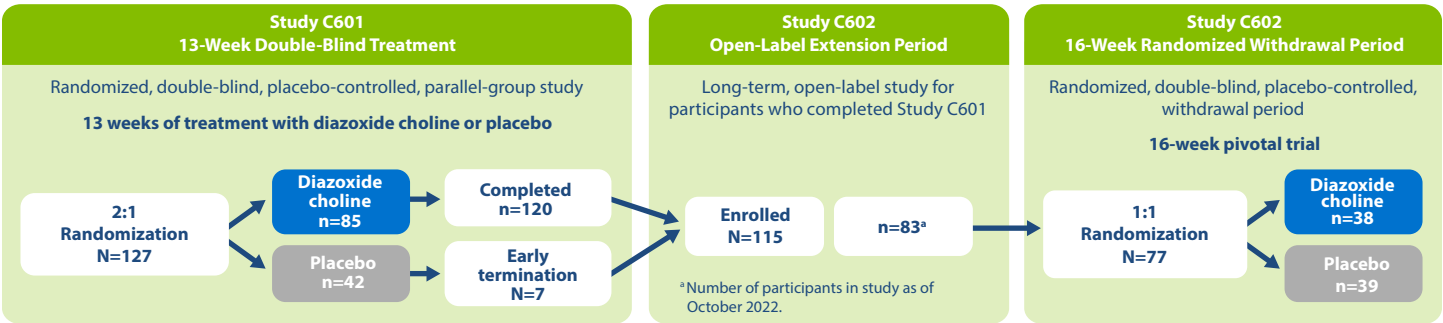 Study C601
13-Week Double-Blind Treatment
Randomized, double-blind, placebo-controlled, parallel-group study
13 weeks of treatment with diazoxide choline or placebo
2:1
Randomization
N=127
Diazoxide
choline
n=85
Placebo
n=42
Completed
n=120
Early
termination
N=7
Study C602
Open-Label Extension Period
Long-term, open-label study for
participants who completed Study C601
Enrolled
N=115
n=83ᵃ
ᵃ Number of participants in study as of
October 2022.
Study C602
16-Week Randomized Withdrawal Period
Randomized, double-blind, placebo-controlled,
withdrawal period
16-week pivotal trial
1:1
Randomization
N=77
Diazoxide
choline
n=38
Placebo
n=39